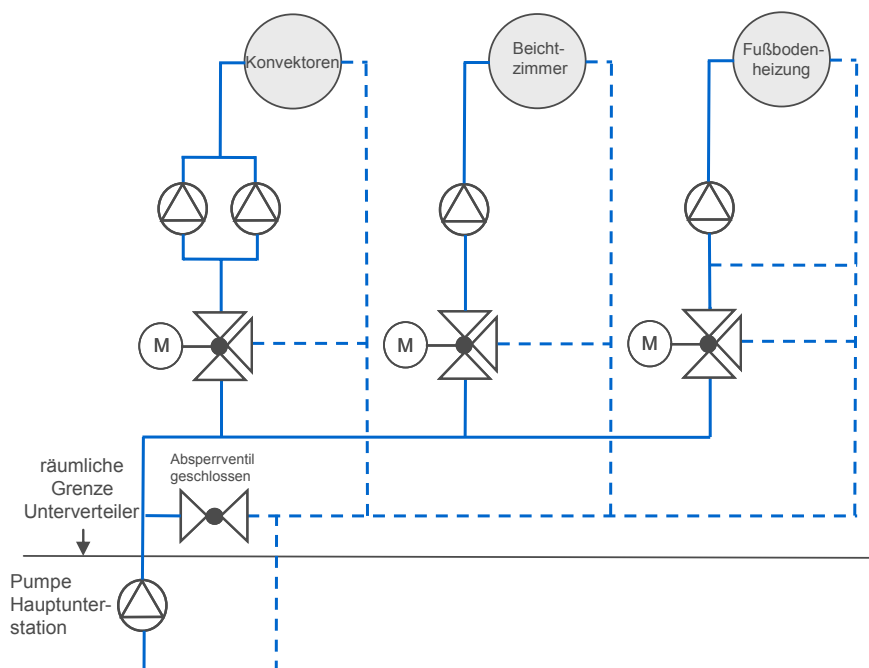 Konvektoren
Beicht-
zimmer
Fußboden-
heizung
M
M
M
Absperrventil
geschlossen
räumliche
Grenze
Unterverteiler
Pumpe
Hauptunter-
station